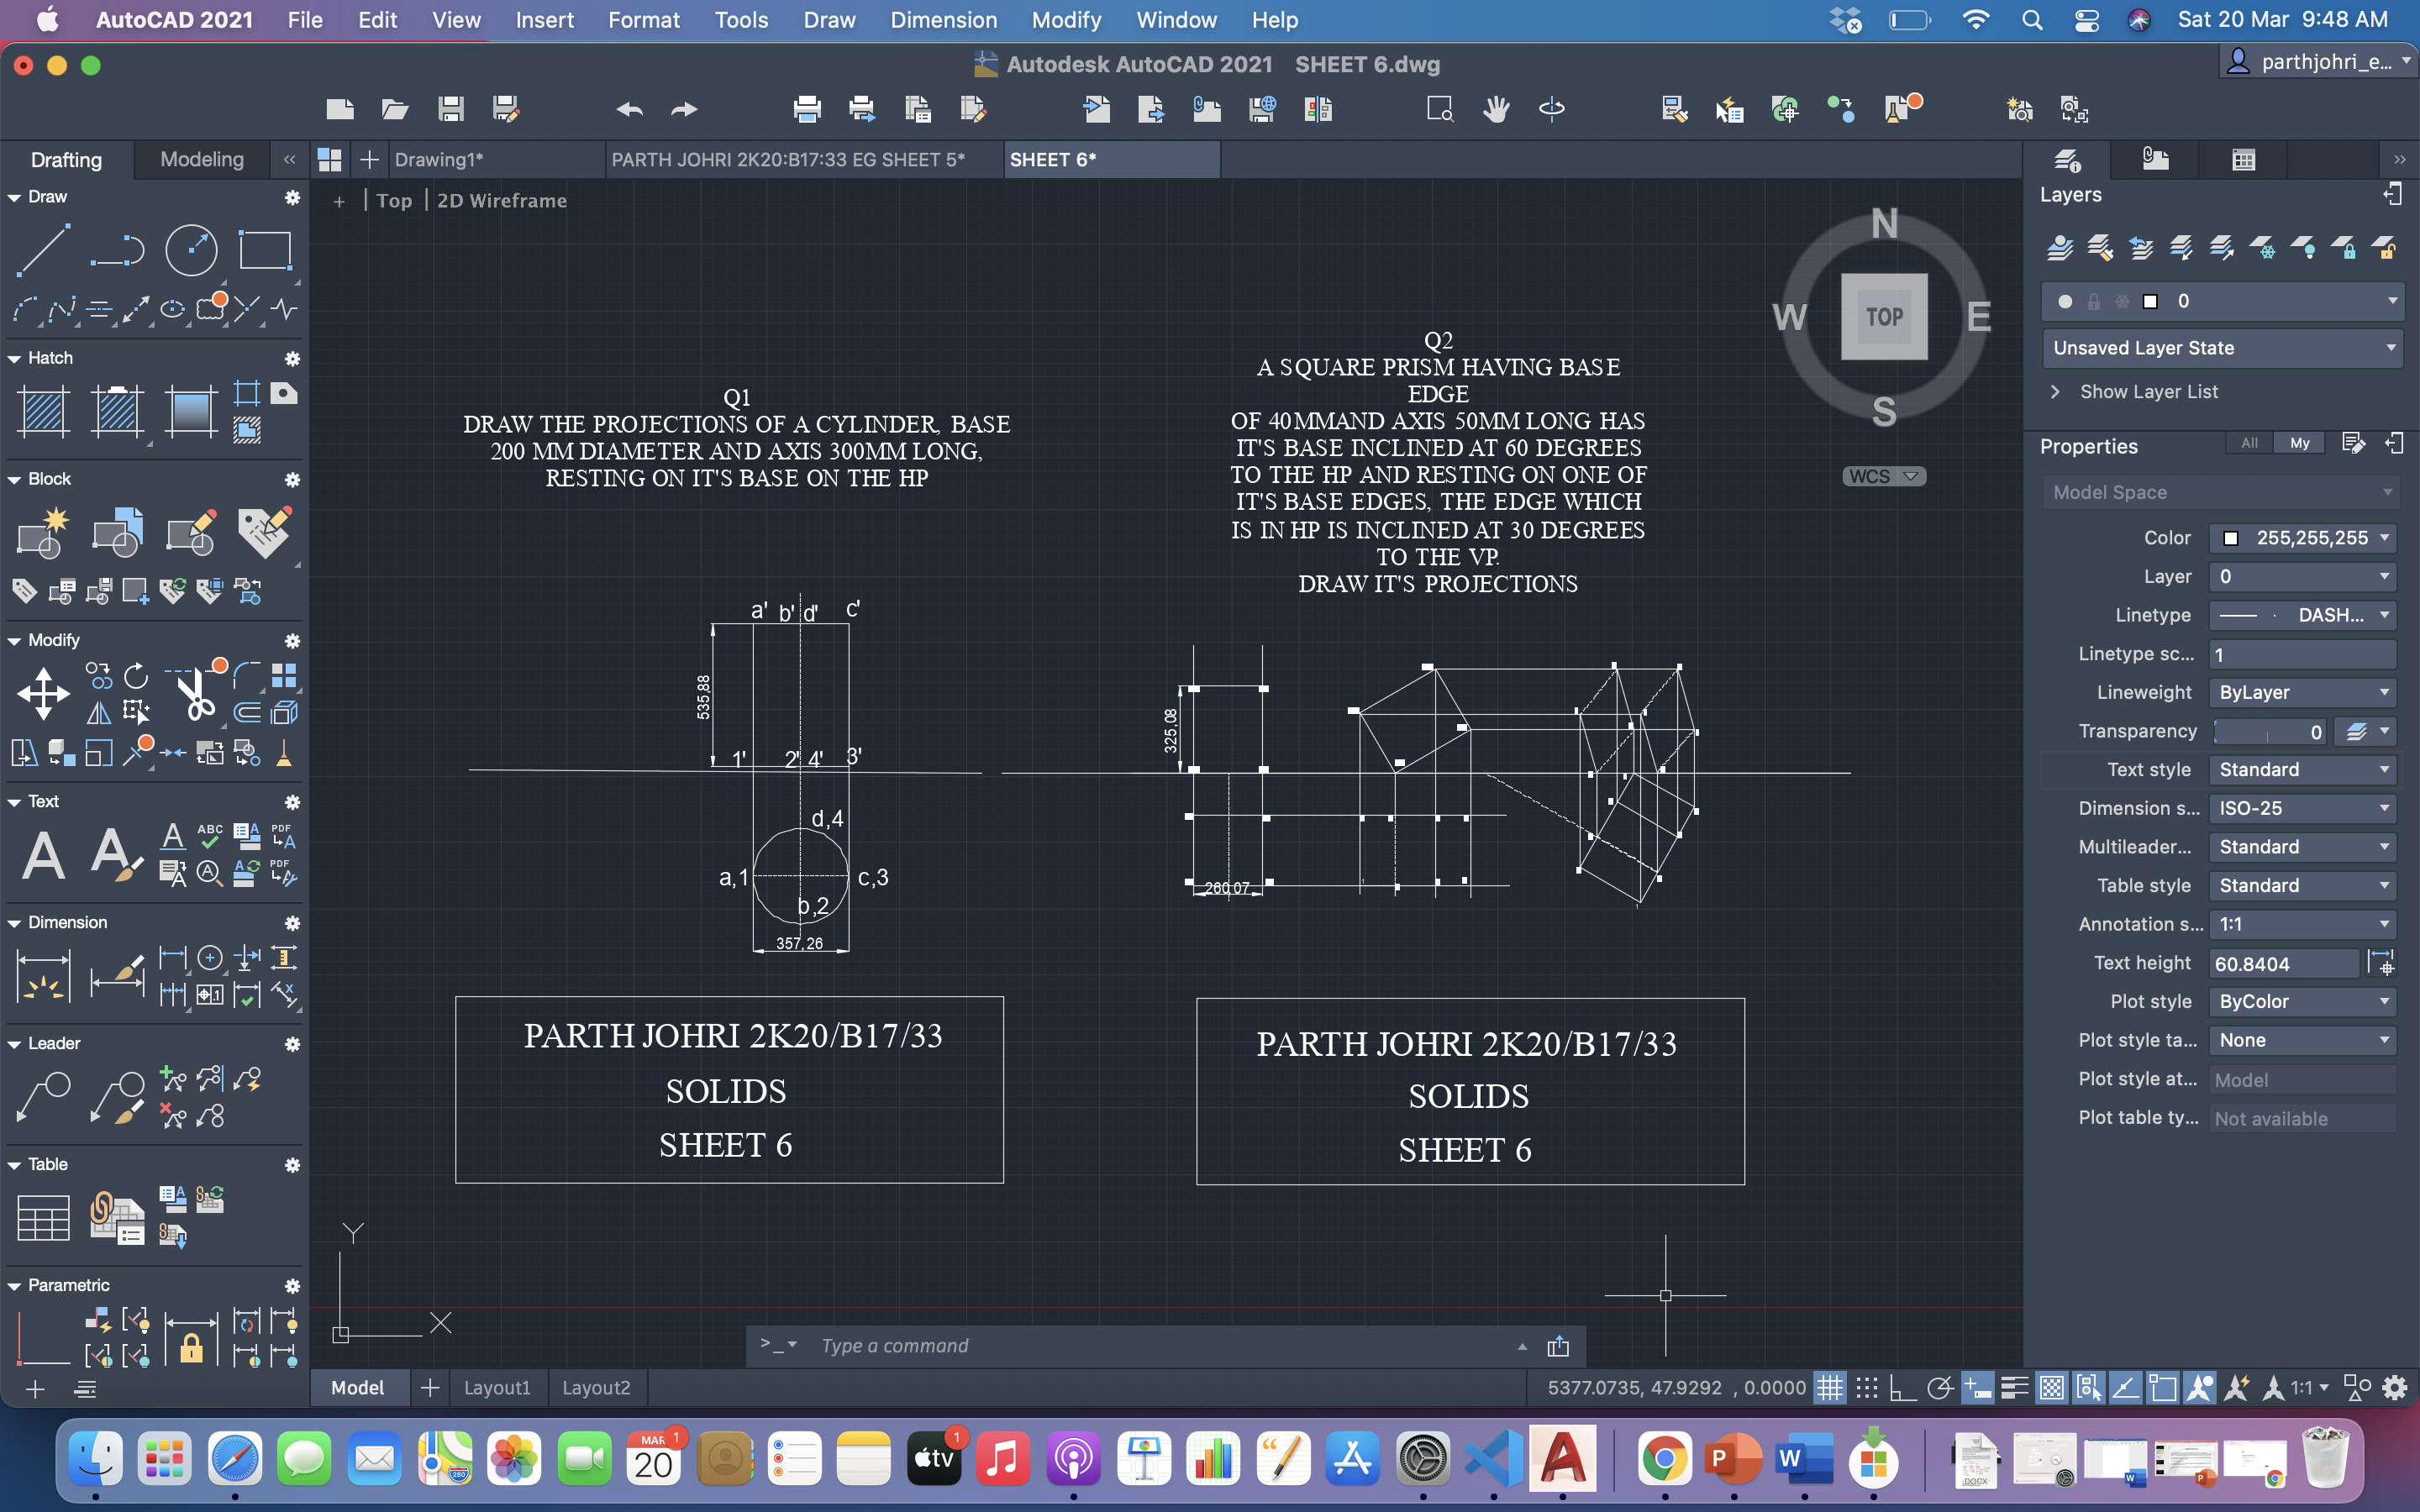 AutoCAD 2021 File Edit View Insert Format Tools Draw Dimension Modify Window Help Sat 20 Mar 9:48 AM
Autodesk AutoCAD 2021 SHEET 6.dwg
parthjohri_e...
Drafting Modeling « Drawing1* PARTH JOHRI 2K20:B17:33 EG SHEET 5* SHEET 6* »
Draw
Hatch
Block
Modify
Text
A A A ABC A PDF A
A A A PDF
Dimension
Leader
Table
Parametric
+ Top 2D Wireframe
N
W TOP E
S
WCS
Q1
DRAW THE PROJECTIONS OF A CYLINDER, BASE
200 MM DIAMETER AND AXIS 300MM LONG,
RESTING ON IT'S BASE ON THE HP
Q2
A SQUARE PRISM HAVING BASE
EDGE
OF 40MMAND AXIS 50MM LONG HAS
IT'S BASE INCLINED AT 60 DEGREES
TO THE HP AND RESTING ON ONE OF
IT'S BASE EDGES, THE EDGE WHICH
IS IN HP IS INCLINED AT 30 DEGREES
TO THE VP.
DRAW IT'S PROJECTIONS
a' b' d' c'
535,88
1' 2' 4' 3'
d,4
a,1 c,3
b,2
357,26
325,08
260,07
PARTH JOHRI 2K20/B17/33
SOLIDS
SHEET 6
PARTH JOHRI 2K20/B17/33
SOLIDS
SHEET 6
Y
X
>_ Type a command
Model Layout1 Layout2 5377.0735, 47.9292 , 0.0000 1:1
Layers
0
Unsaved Layer State
Show Layer List
Properties All My
Model Space
Color 255,255,255
Layer 0
Linetype DASH...
Linetype sc... 1
Lineweight ByLayer
Transparency 0
Text style Standard
Dimension s... ISO-25
Multileader... Standard
Table style Standard
Annotation s... 1:1
Text height 60.8404
Plot style ByColor
Plot style ta... None
Plot style at... Model
Plot table ty... Not available
280 MAR 20 1 tv 1 A P W DOCX